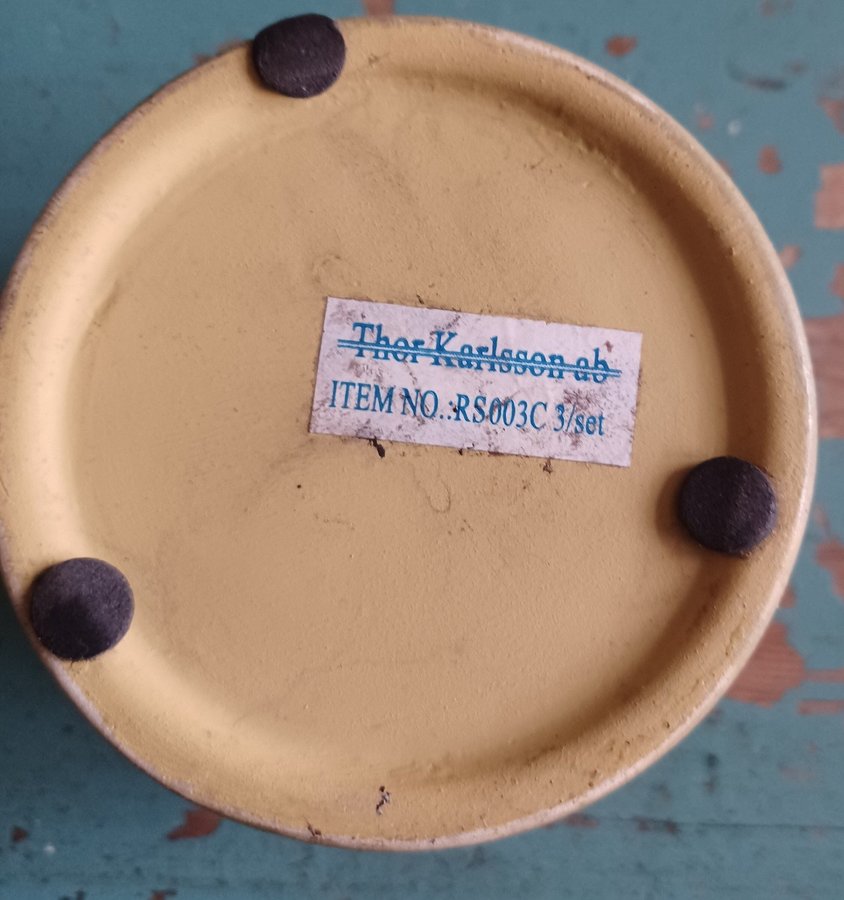 Thor Karlsson ab
ITEM NO.:RS003C 3/set